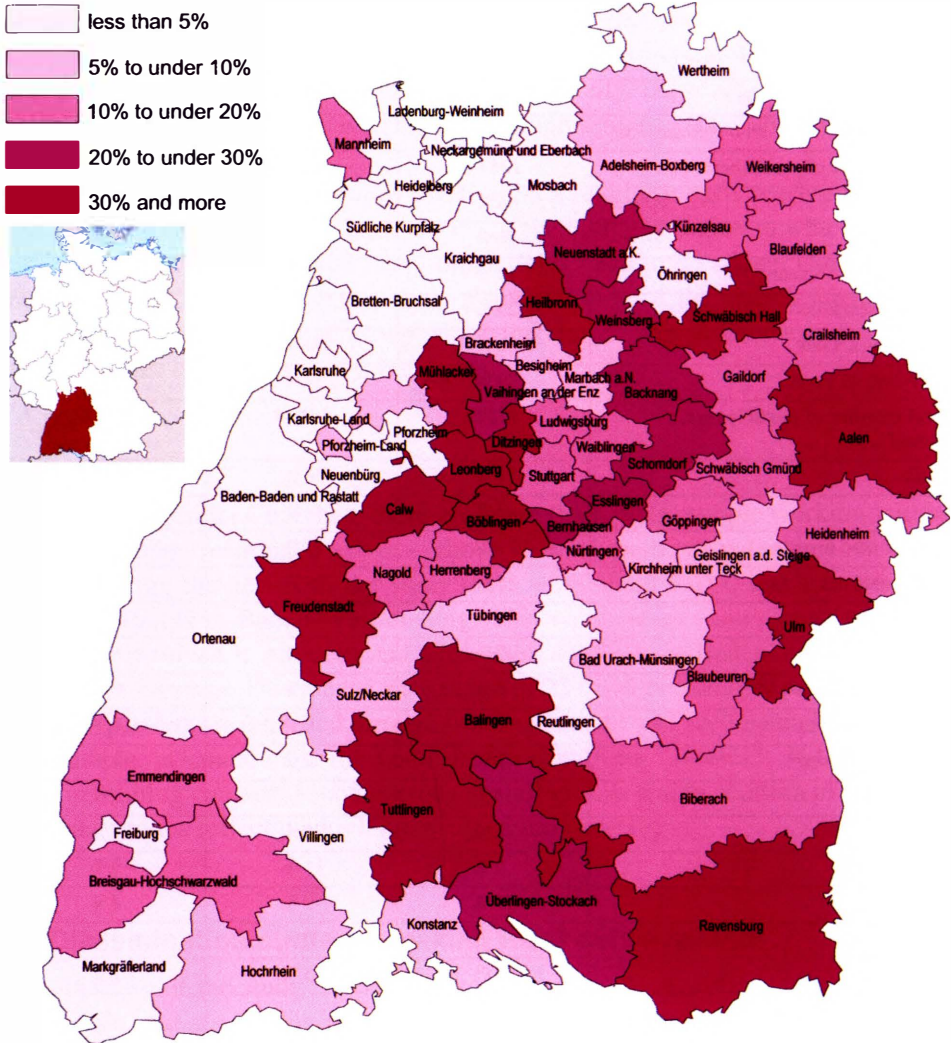 less than 5%
5% to under 10%
10% to under 20%
20% to under 30%
30% and more
Wertheim
Ladenburg-Weinheim
Mannheim
Neckargemünd und Eberbach
Adelsheim-Boxberg
Weikersheim
Heidelberg
Mosbach
Südliche Kurpfalz
Künzelsau
Kraichgau
Neuenstadt a.K.
Blaufelden
Öhringen
Bretten-Bruchsal
Heilbronn
Weinsberg
Schwäbisch Hall
Crailsheim
Brackenheim
Karlsruhe
Mühlacker
Besigheim
Marbach a.N.
Gaildorf
Vaihingen an der Enz
Backnang
Karlsruhe-Land
Ludwigsburg
Pforzheim
Ditzingen
Aalen
Pforzheim-Land
Waiblingen
Schorndorf
Neuenbürg
Leonberg
Stuttgart
Schwäbisch Gmünd
Baden-Baden und Rastatt
Esslingen
Calw
Böblingen
Bernhausen
Göppingen
Heidenheim
Nürtingen
Geislingen a.d. Steige
Kirchheim unter Teck
Nagold
Herrenberg
Freudenstadt
Tübingen
Ulm
Ortenau
Bad Urach-Münsingen
Blaubeuren
Sulz/Neckar
Balingen
Reutlingen
Emmendingen
Biberach
Tuttlingen
Freiburg
Villingen
Breisgau-Hochschwarzwald
Überlingen-Stockach
Konstanz
Ravensburg
Markgräflerland
Hochrhein